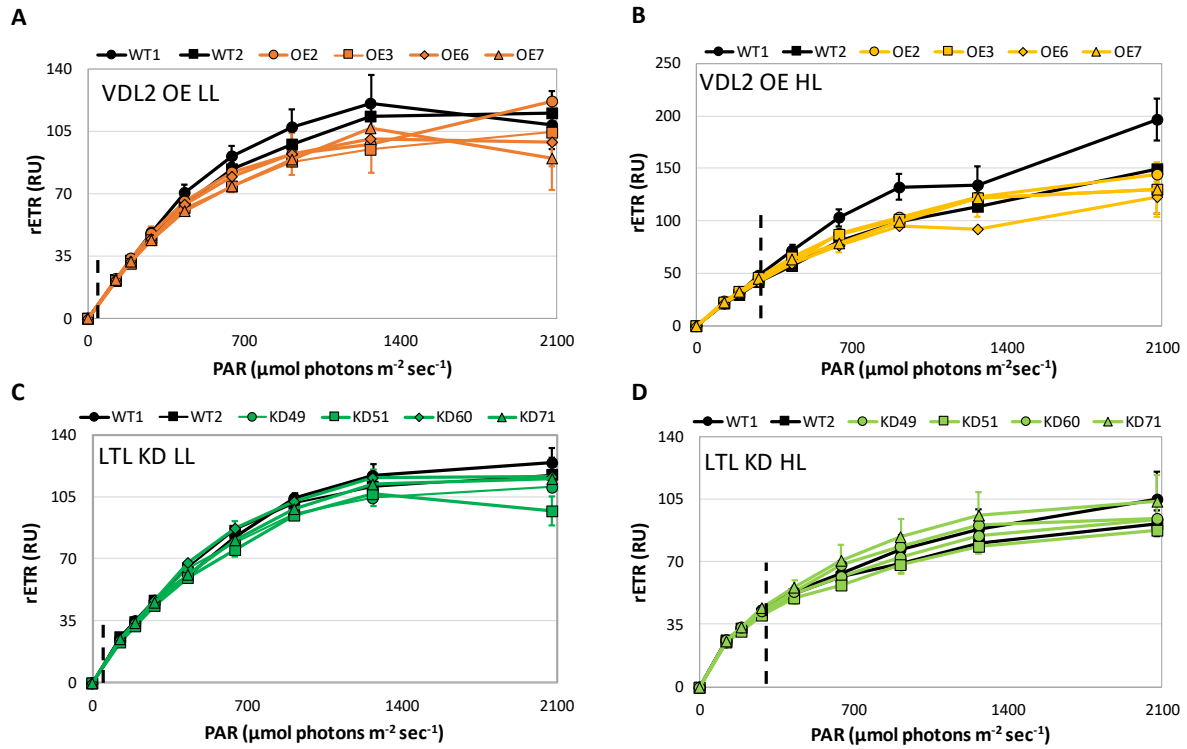 A
WT1 WT2 OE2 OE3 OE6 OE7
VDL2 OE LL
140
105
70
35
0
rETR (RU)
0 700 1400 2100
PAR (µmol photons m⁻² sec⁻¹)
B
WT1 WT2 OE2 OE3 OE6 OE7
VDL2 OE HL
250
200
150
100
50
0
rETR (RU)
0 700 1400 2100
PAR (µmol photons m⁻²sec⁻¹)
C
WT1 WT2 KD49 KD51 KD60 KD71
LTL KD LL
140
105
70
35
0
rETR (RU)
0 700 1400 2100
PAR (µmol photons m⁻² sec⁻¹)
D
WT1 WT2 KD49 KD51 KD60 KD71
LTL KD HL
140
105
70
35
0
rETR (RU)
0 700 1400 2100
PAR (µmol photons m⁻² sec⁻¹)